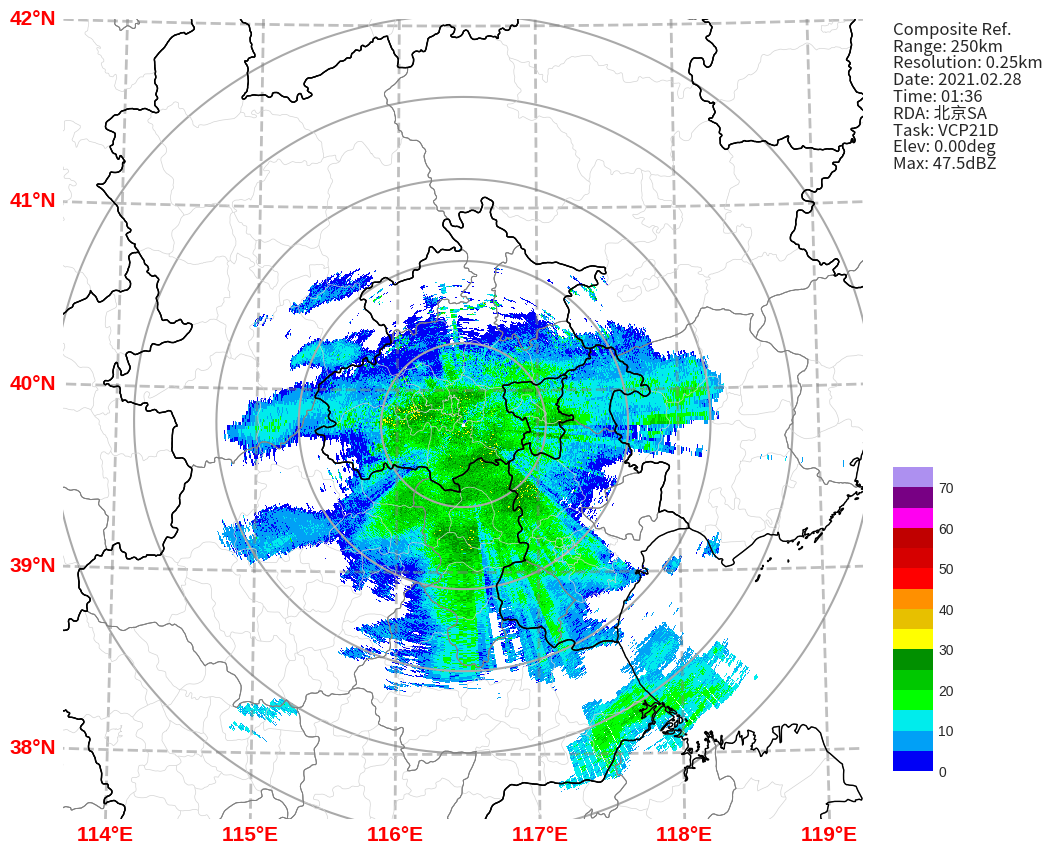 42°N
41°N
40°N
39°N
38°N
114°E
115°E
116°E
117°E
118°E
119°E
Composite Ref.
Range: 250km
Resolution: 0.25km
Date: 2021.02.28
Time: 01:36
RDA: 北京SA
Task: VCP21D
Elev: 0.00deg
Max: 47.5dBZ
70
60
50
40
30
20
10
0